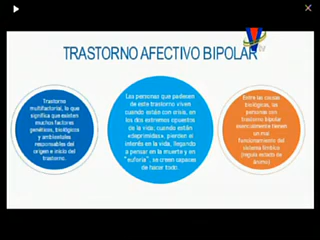 TRASTORNO AFECTIVO BIPOLAR
tv
Trastorno
multifactorial, lo que
significa que existen
muchos factores
genéticos, biológicos
y ambientales
responsables del
origen e inicio del
trastorno.
Las personas que padecen
de este trastorno viven
cuando están con crisis, en
los dos extremos opuestos
de la vida, cuando están
«deprimidas», pierden el
interés en la vida, llegando
a pensar en la muerte y en
"euforia", se creen capaces
de hacer todo.
Entre las causas
biológicas, las
personas con
trastorno bipolar
esencialmente tienen
un mal
funcionamiento del
sistema límbico
(regula estado de
ánimo)